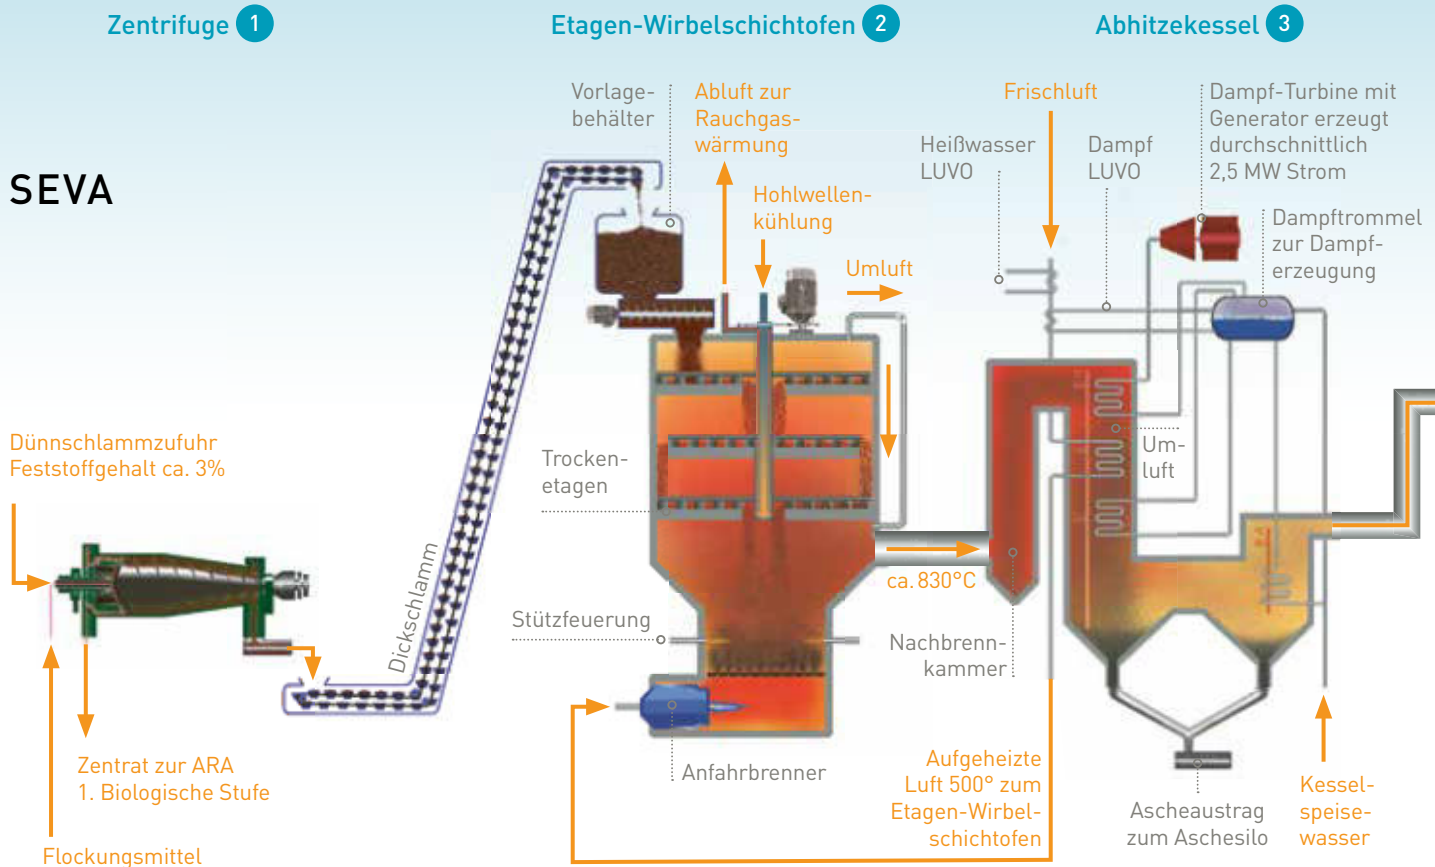 Zentrifuge 1
Etagen-Wirbelschichtofen 2
Abhitzekessel 3
SEVA
Dünnschlammzufuhr
Feststoffgehalt ca. 3%
Zentrat zur ARA
1. Biologische Stufe
Flockungsmittel
Dickschlamm
Vorlage-
behälter
Abluft zur
Rauchgas-
wärmung
Hohlwellen-
kühlung
Umluft
Trocken-
etagen
Stützfeuerung
Anfahrbrenner
ca. 830°C
Frischluft
Heißwasser
LUVO
Dampf
LUVO
Dampf-Turbine mit
Generator erzeugt
durchschnittlich
2,5 MW Strom
Dampftrommel
zur Dampf-
erzeugung
Um-
luft
Nachbrenn-
kammer
Aufgeheizte
Luft 500° zum
Etagen-Wirbel-
schichtofen
Ascheaustrag
zum Aschesilo
Kessel-
speise-
wasser